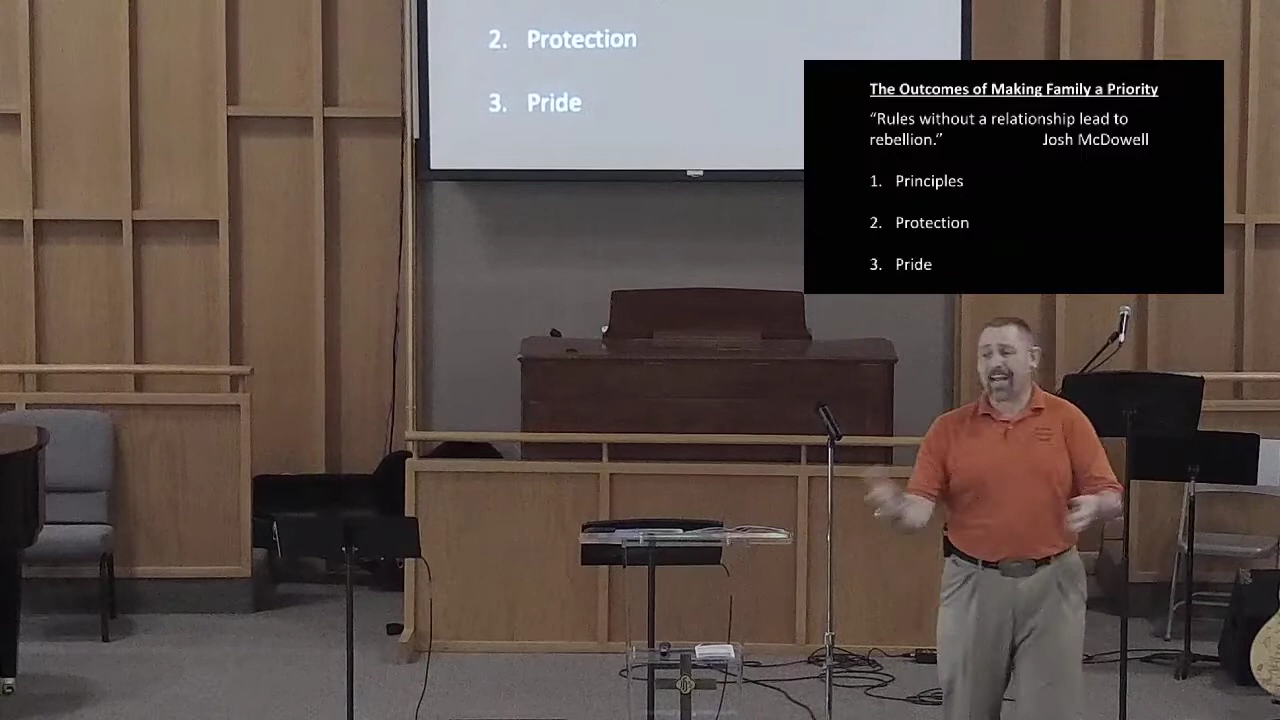 2. Protection
3. Pride
The Outcomes of Making Family a Priority
“Rules without a relationship lead to
rebellion.” Josh McDowell
1. Principles
2. Protection
3. Pride